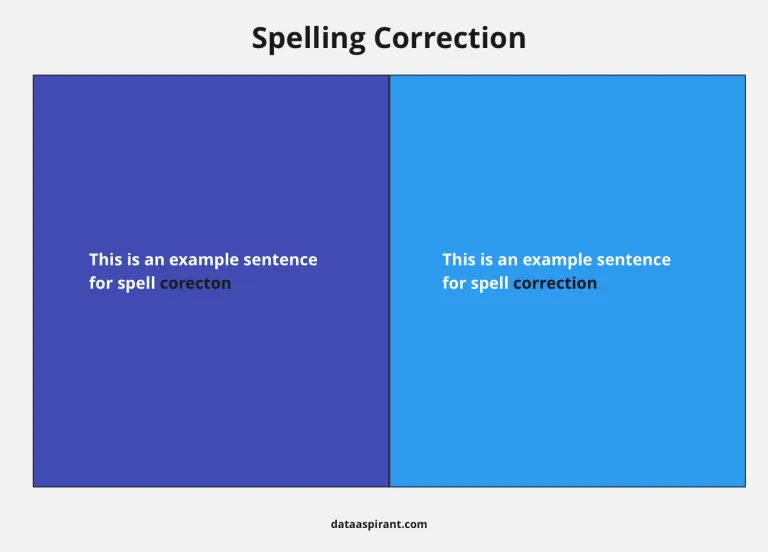 Spelling Correction
This is an example sentence
for spell corecton
This is an example sentence
for spell correction
dataaspirant.com